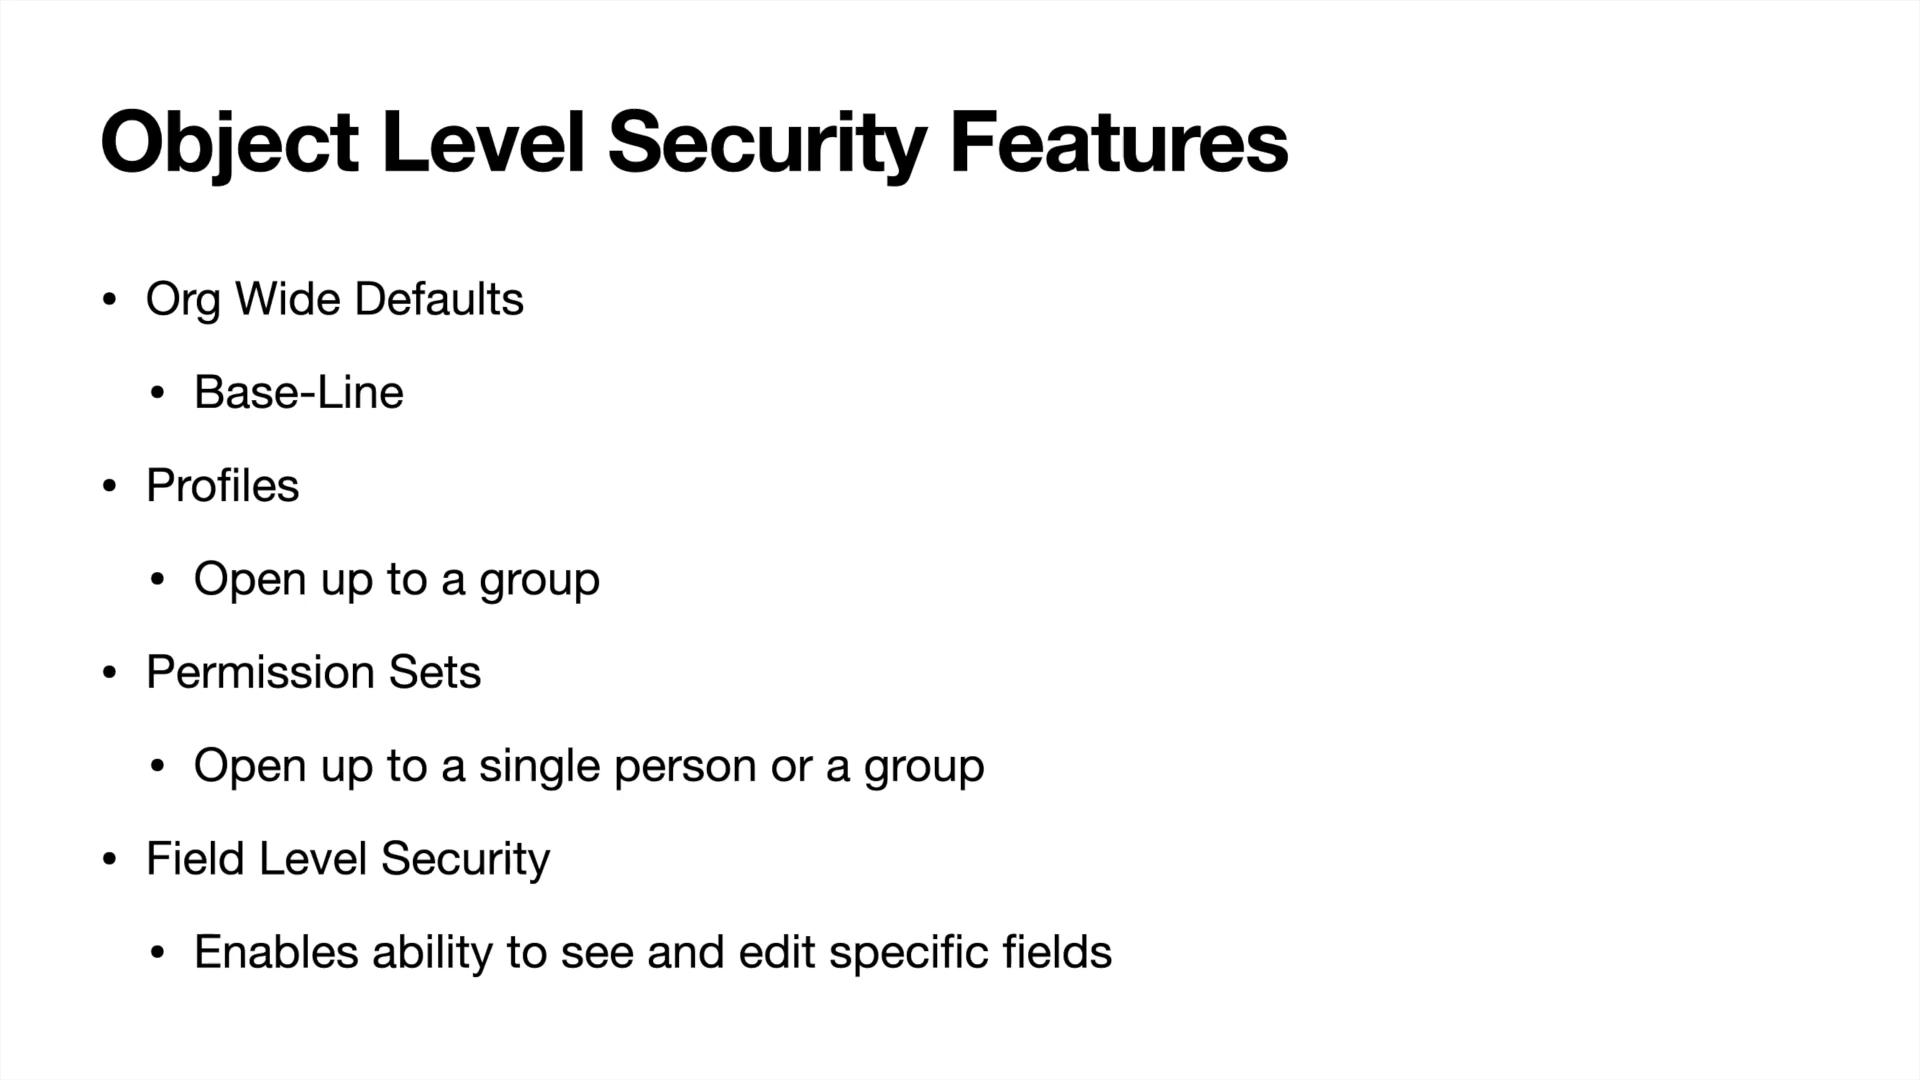 Object Level Security Features
• Org Wide Defaults
• Base-Line
• Profiles
• Open up to a group
• Permission Sets
• Open up to a single person or a group
• Field Level Security
• Enables ability to see and edit specific fields